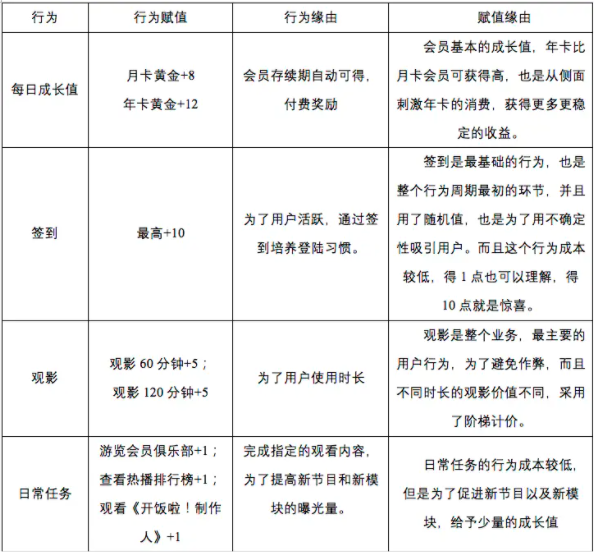 行为 行为赋值 行为缘由 赋值缘由
每日成长值
月卡黄金+8
年卡黄金+12
会员存续期自动可得，
付费奖励
会员基本的成长值，年卡比
月卡会员可获得高，也是从侧面
刺激年卡的消费，获得更多更稳
定的收益。
签到
最高+10
为了用户活跃，通过签
到培养登陆习惯。
签到是最基础的行为，也是
整个行为周期最初的环节，并且
用了随机值，也是为了用不确定
性吸引用户。而且这个行为成本
较低，得 1 点也可以理解，得
10 点就是惊喜。
观影
观影 60 分钟+5；
观影 120 分钟+5
为了用户使用时长
观影是整个业务，最主要的
用户行为，为了避免作弊，而且
不同时长的观影价值不同，采用
了阶梯计价。
日常任务
游览会员俱乐部+1；
查看热播排行榜+1；
观看《开饭啦！制作
人》+1
完成指定的观看内容，
为了提高新节目和新模
块的曝光量。
日常任务的行为成本较低，
但是为了促进新节目以及新模
块，给予少量的成长值